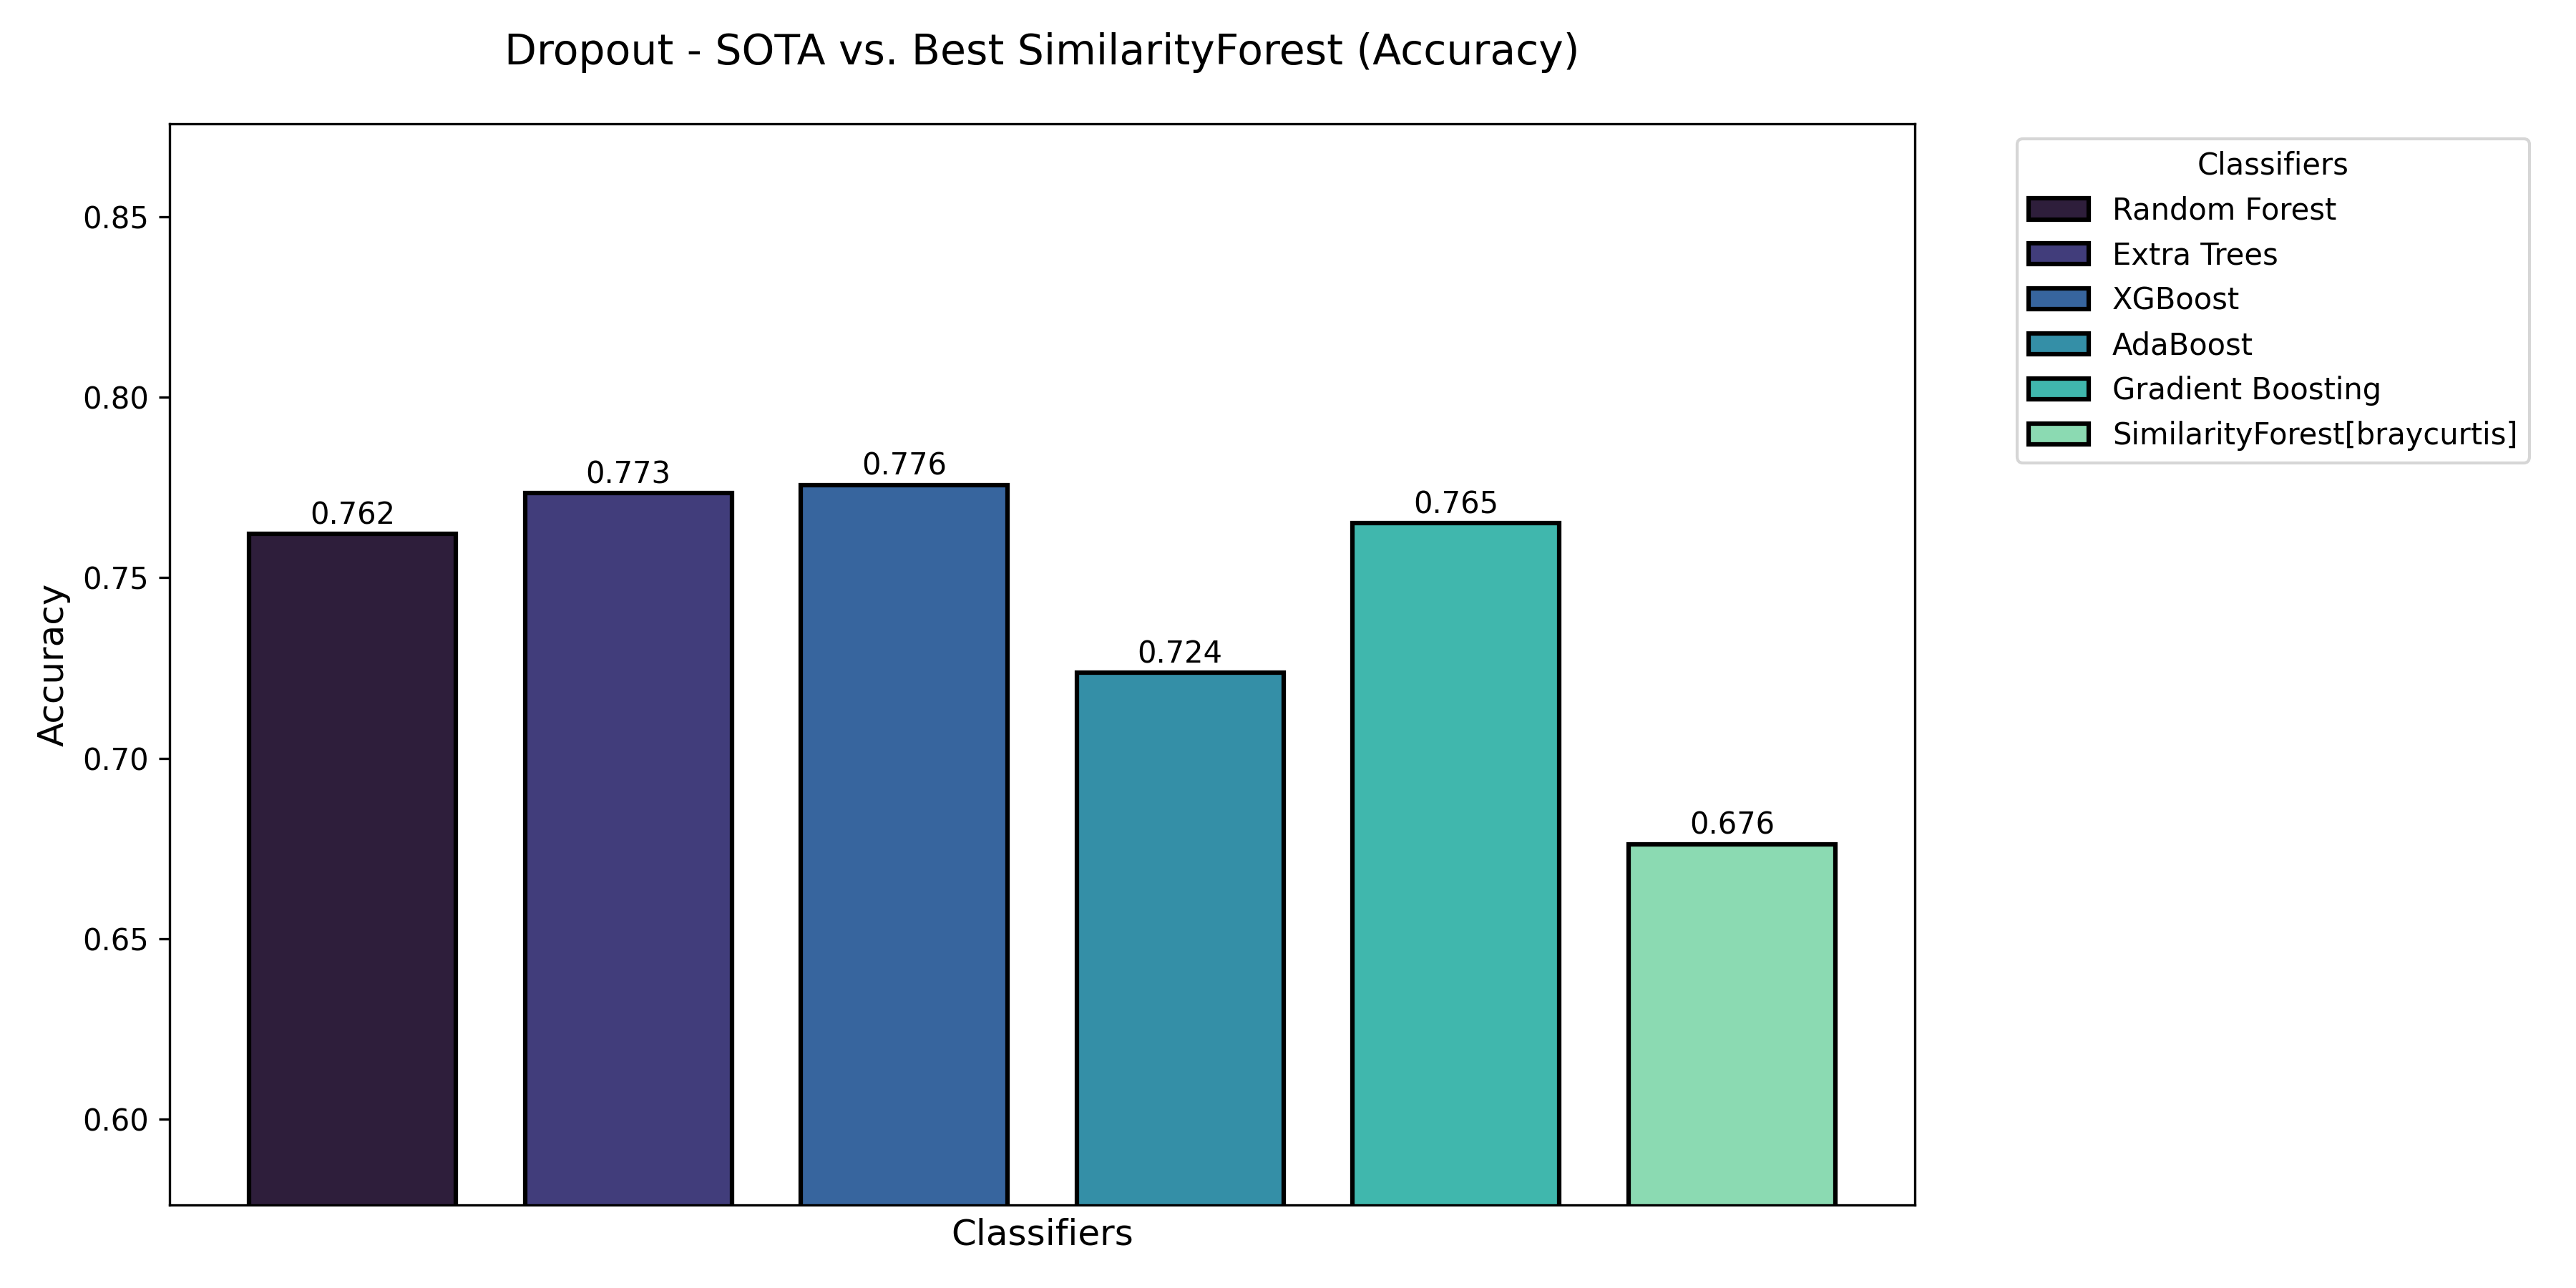 Dropout - SOTA vs. Best SimilarityForest (Accuracy)
Accuracy
0.85
0.80
0.75
0.70
0.65
0.60
0.762
0.773
0.776
0.724
0.765
0.676
Classifiers
Classifiers
Random Forest
Extra Trees
XGBoost
AdaBoost
Gradient Boosting
SimilarityForest[braycurtis]